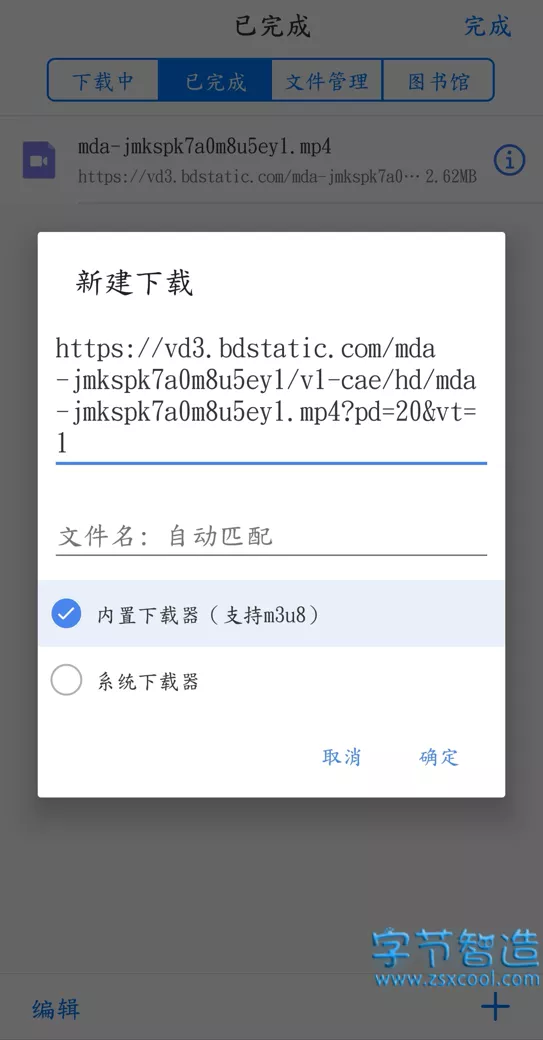 已完成
完成
下载中
已完成
文件管理
图书馆
mda-jmkspk7a0m8u5ey1.mp4
https://vd3.bdstatic.com/mda-jmkspk7a0… 2.62MB
新建下载
https://vd3.bdstatic.com/mda
-jmkspk7a0m8u5ey1/v1-cae/hd/mda
-jmkspk7a0m8u5ey1.mp4?pd=20&vt=
1
文件名：自动匹配
内置下载器（支持m3u8）
系统下载器
取消
确定
字节智造
www.zsxcool.com
编辑